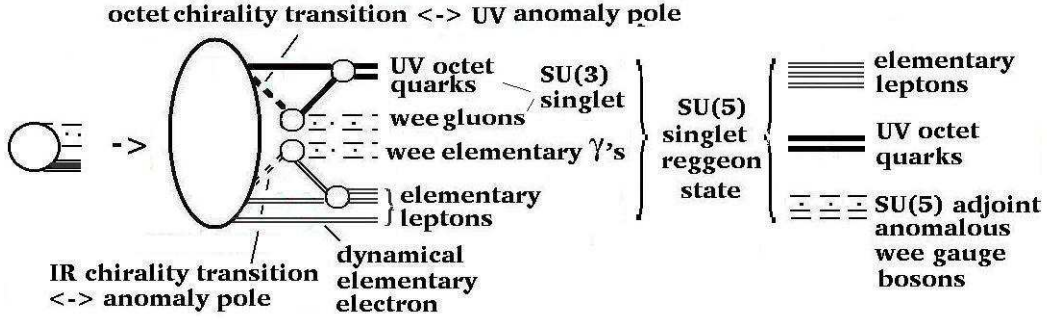 octet chirality transition <-> UV anomaly pole
UV octet
quarks
SU(3)
singlet
wee gluons
wee elementary γ's
elementary
leptons
IR chirality transition
<-> anomaly pole
dynamical
elementary
electron
->
SU(5)
singlet
reggeon
state
elementary
leptons
UV octet
quarks
SU(5) adjoint
anomalous
wee gauge
bosons